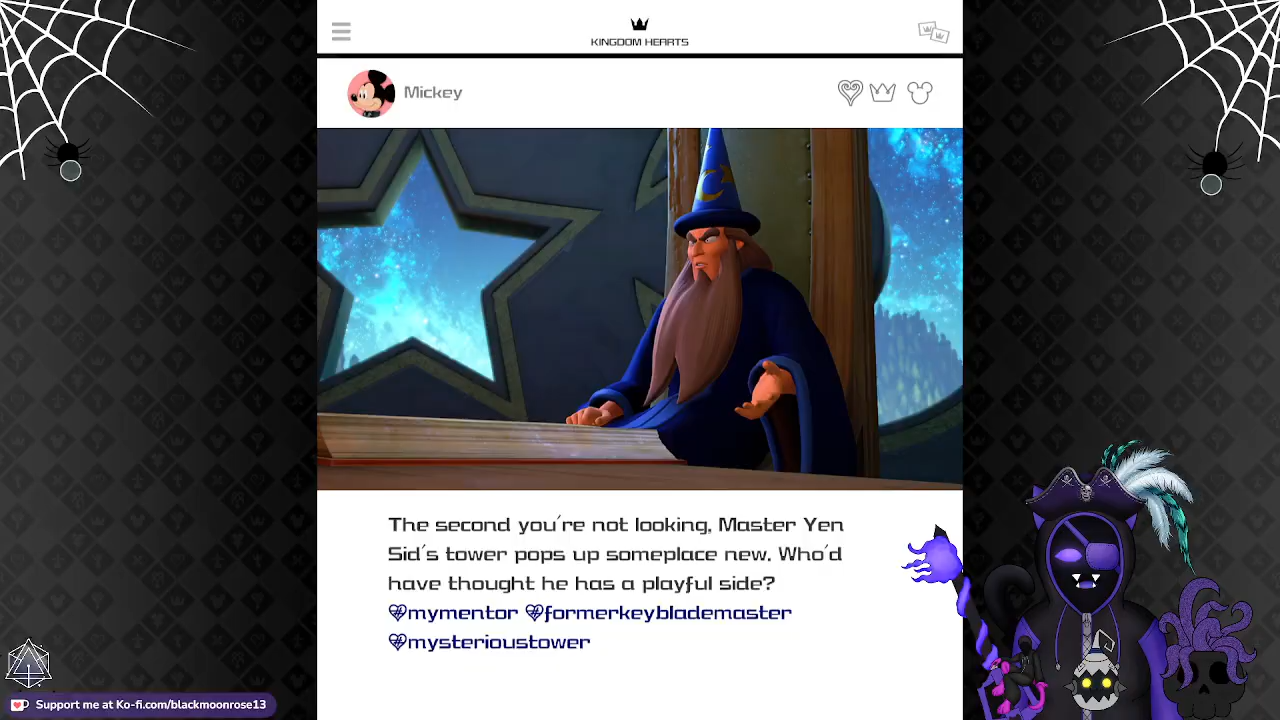 KINGDOM HEARTS
Mickey
The second you're not looking, Master Yen
Sid's tower pops up someplace new. Who'd
have thought he has a playful side?
#mymentor #formerkeyblademaster
#mysterioustower
Support me at Ko-fi.com/blackmoonrose13